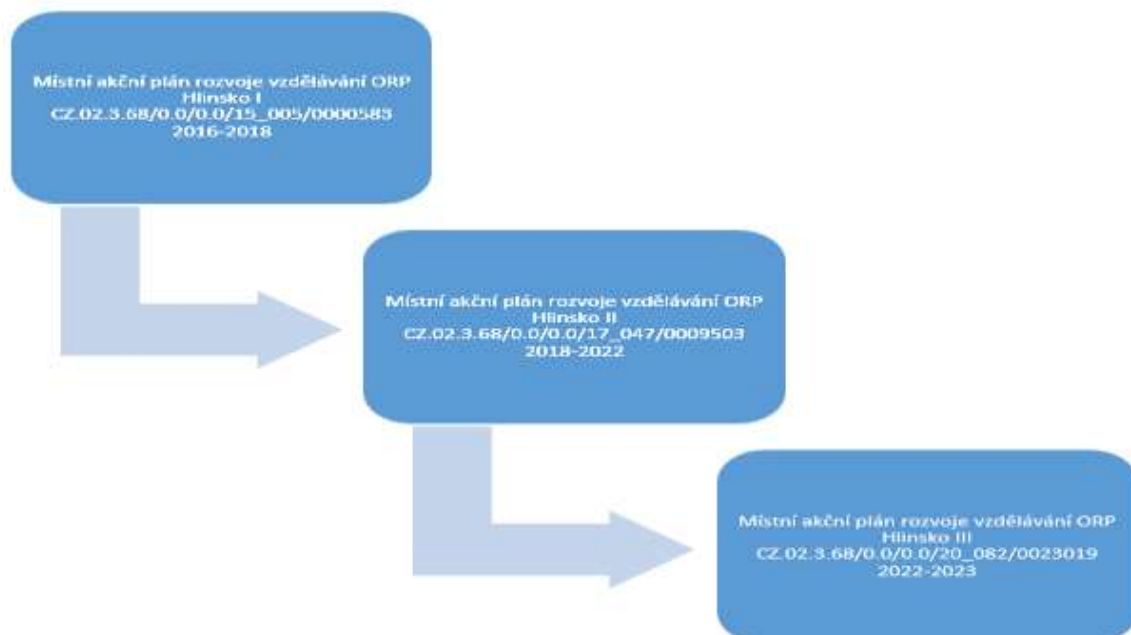 Místní akční plán rozvoje vzdělávání ORP
Hlinsko I
CZ.02.3.68/0.0/0.0/15_005/0000583
2016-2018
Místní akční plán rozvoje vzdělávání ORP
Hlinsko II
CZ.02.3.68/0.0/0.0/17_047/0009503
2018-2022
Místní akční plán rozvoje vzdělávání ORP
Hlinsko III
CZ.02.3.68/0.0/0.0/20_082/0023019
2022-2023